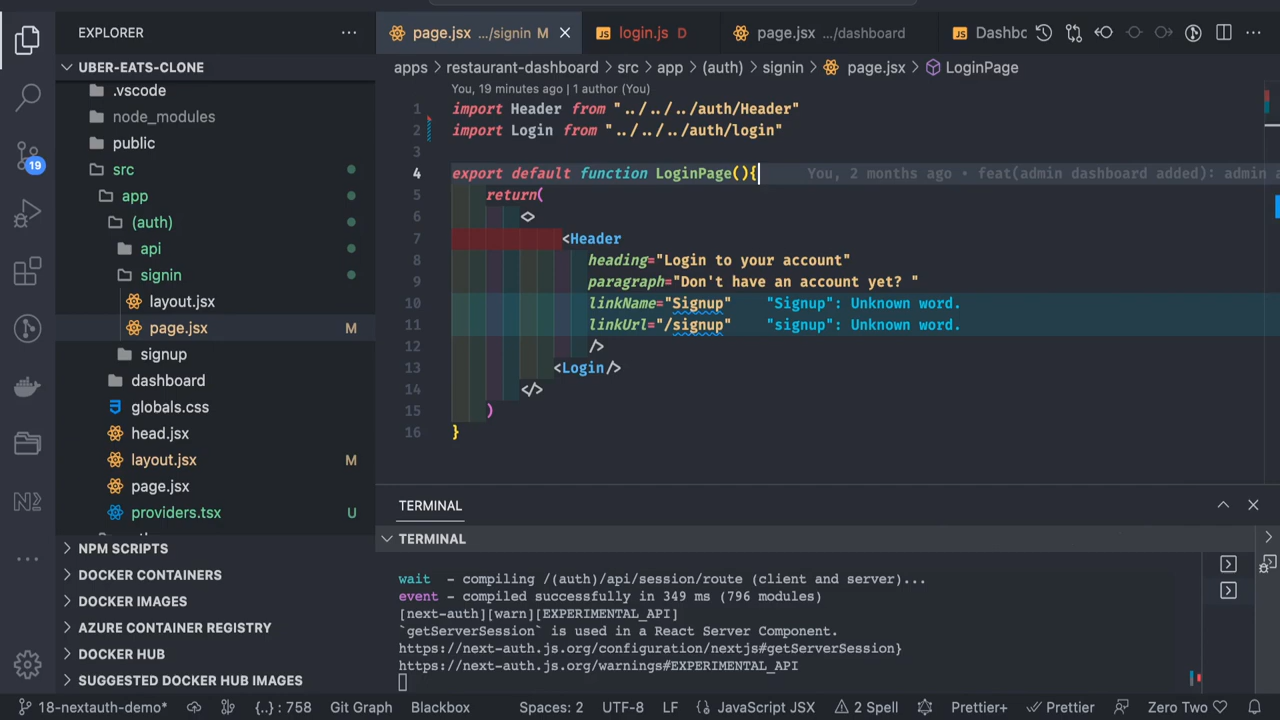 EXPLORER
UBER-EATS-CLONE
.vscode
node_modules
public
src
app
(auth)
api
signin
layout.jsx
page.jsx M
signup
dashboard
globals.css
head.jsx
layout.jsx M
page.jsx
providers.tsx U
NPM SCRIPTS
DOCKER CONTAINERS
DOCKER IMAGES
AZURE CONTAINER REGISTRY
DOCKER HUB
SUGGESTED DOCKER HUB IMAGES
19
page.jsx .../signin M
JS login.js D
page.jsx .../dashboard
JS Dashbc
apps > restaurant-dashboard > src > app > (auth) > signin > page.jsx > LoginPage
You, 19 minutes ago | 1 author (You)
1 import Header from "../../../auth/Header"
2 import Login from "../../../auth/login"
3
4 export default function LoginPage(){ You, 2 months ago • feat(admin dashboard added): admin
5 return(
6 <>
7 <Header
8 heading="Login to your account"
9 paragraph="Don't have an account yet? "
10 linkName="Signup" "Signup": Unknown word.
11 linkUrl="/signup" "signup": Unknown word.
12 />
13 <Login/>
14 </>
15 )
16 }
TERMINAL
TERMINAL
wait - compiling /(auth)/api/session/route (client and server)...
event - compiled successfully in 349 ms (796 modules)
[next-auth][warn][EXPERIMENTAL_API]
`getServerSession` is used in a React Server Component.
https://next-auth.js.org/configuration/nextjs#getServerSession}
https://next-auth.js.org/warnings#EXPERIMENTAL_API
18-nextauth-demo* {..} : 758 Git Graph Blackbox Spaces: 2 UTF-8 LF JavaScript JSX 2 Spell Prettier+ Prettier Zero Two